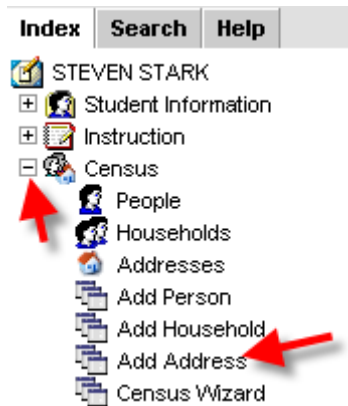 Index Search Help
STEVEN STARK
Student Information
Instruction
Census
People
Households
Addresses
Add Person
Add Household
Add Address
Census Wizard